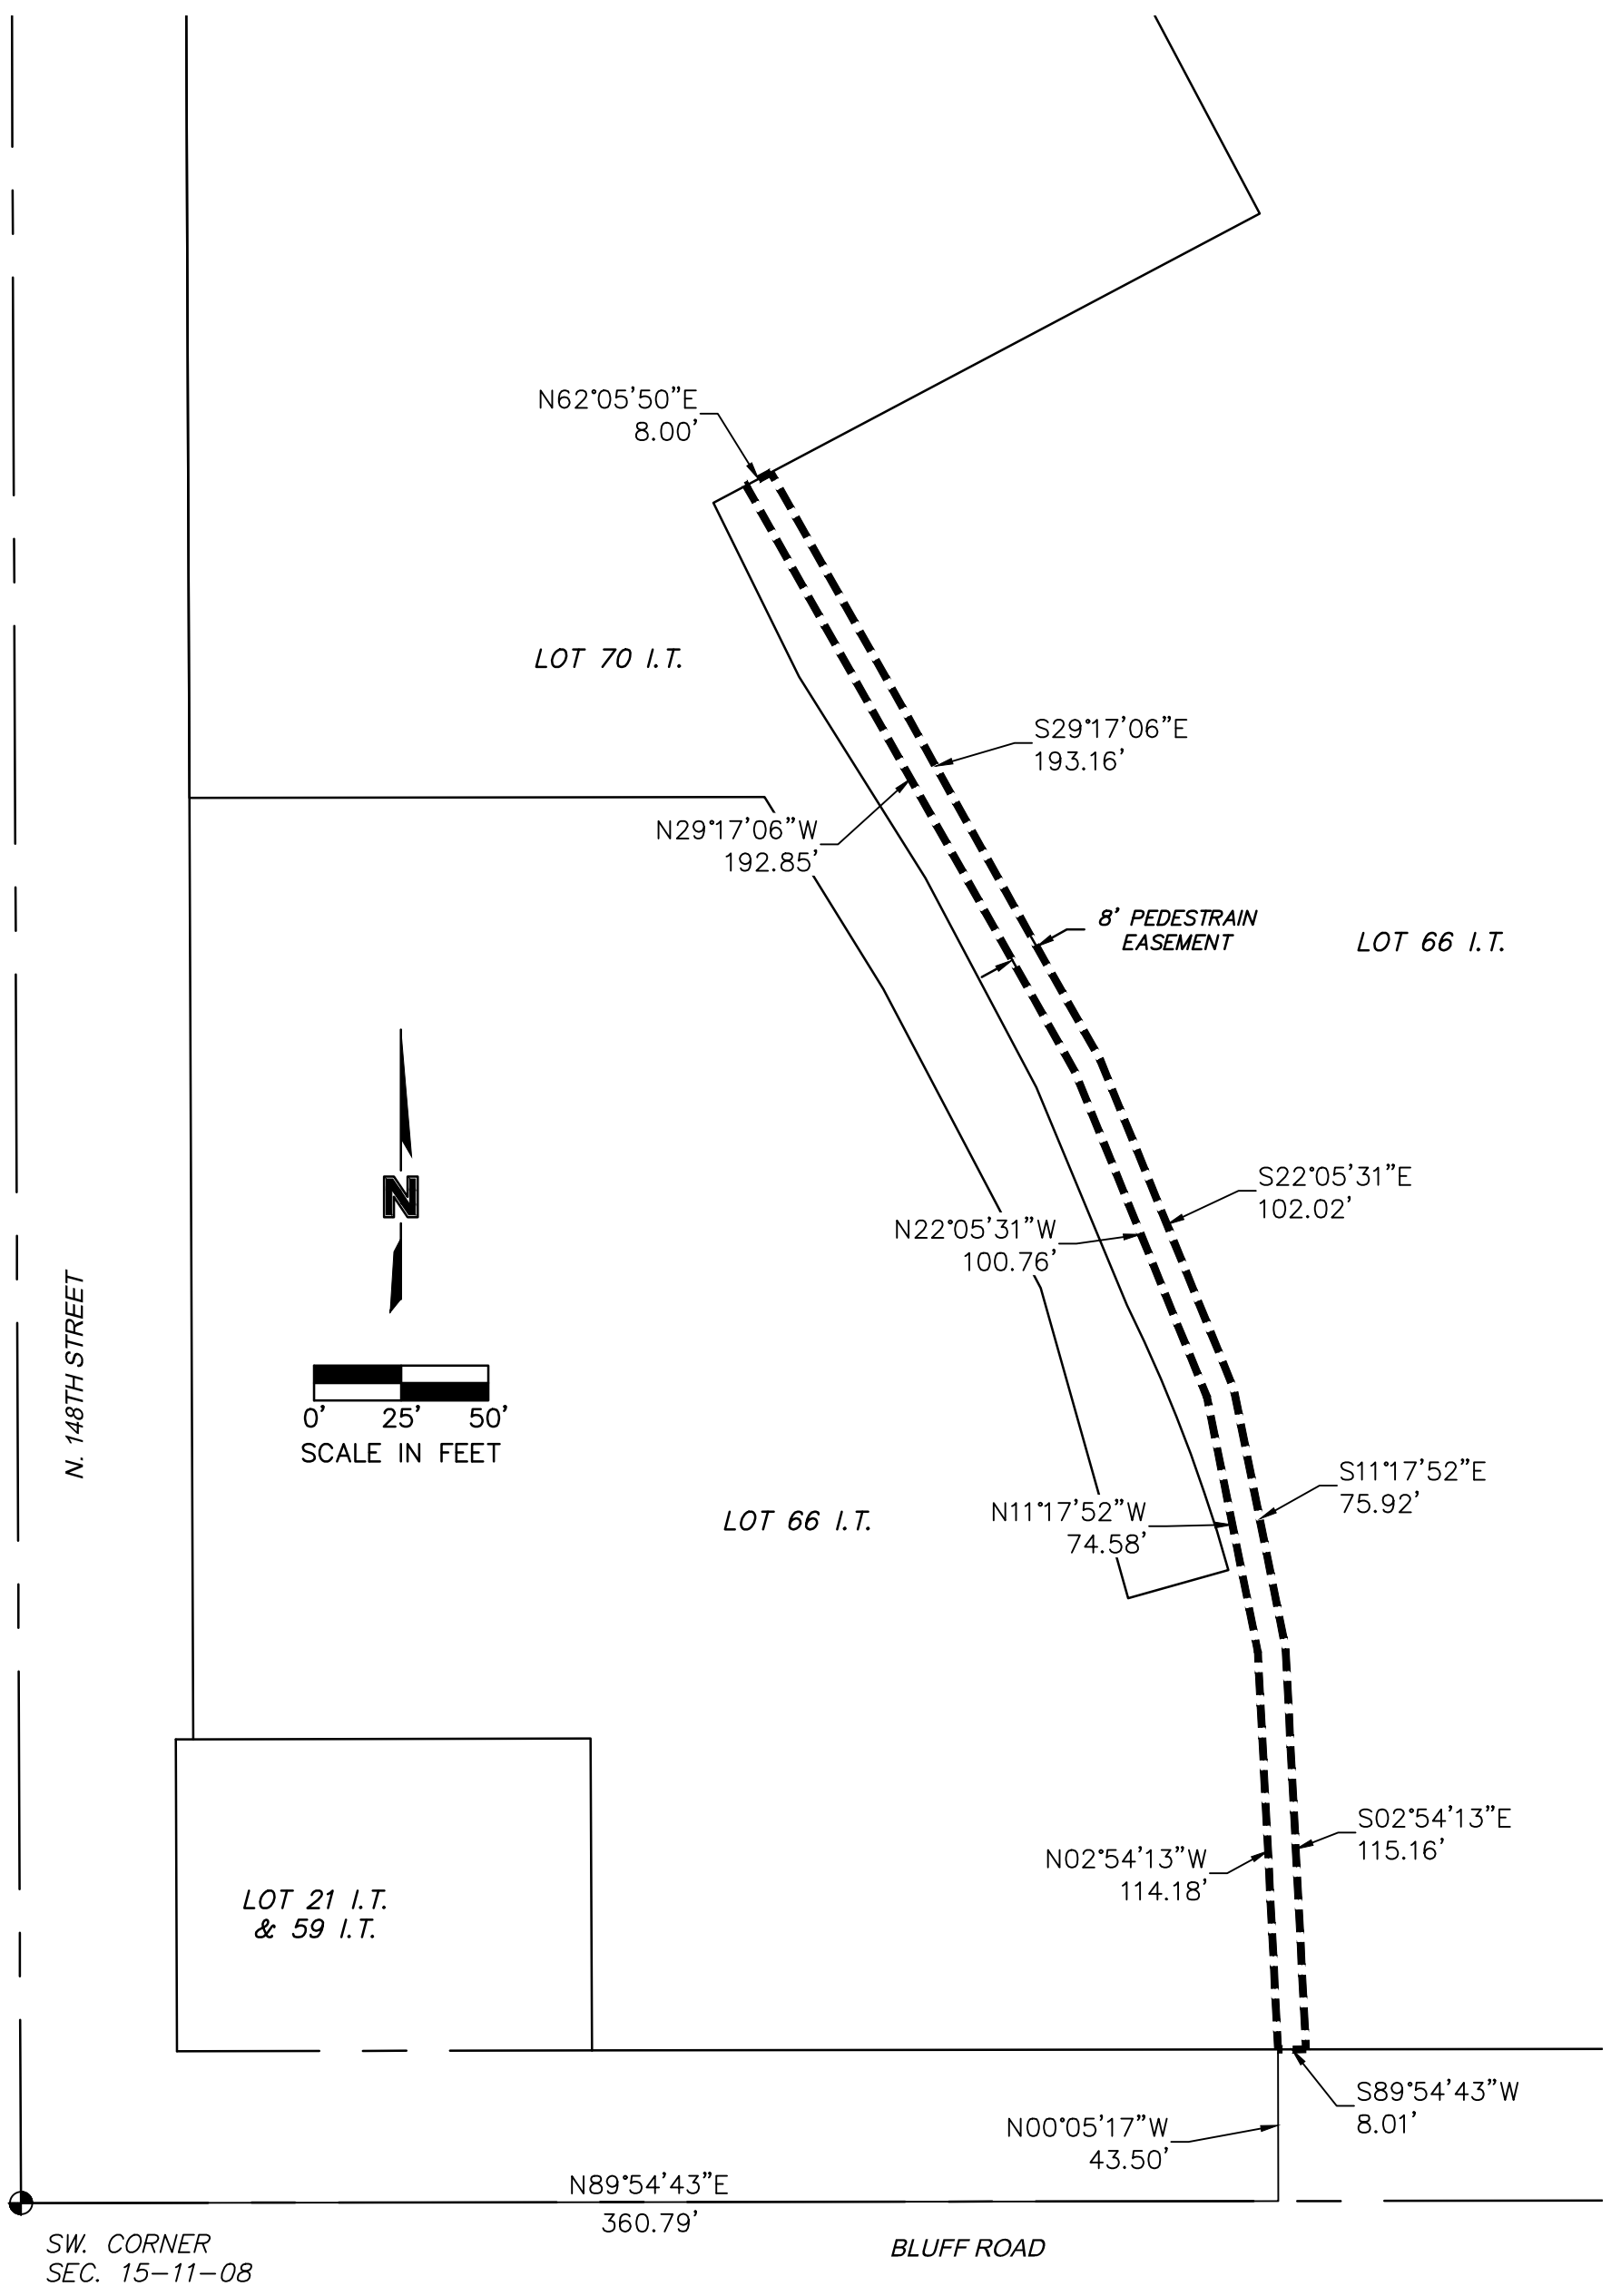 N62°05'50"E
8.00'
LOT 70 I.T.
S29°17'06"E
193.16'
N29°17'06"W
192.85'
8' PEDESTRAIN
EASEMENT
LOT 66 I.T.
N
S22°05'31"E
102.02'
N22°05'31"W
100.76'
N. 148TH STREET
0' 25' 50'
SCALE IN FEET
S11°17'52"E
75.92'
N11°17'52"W
74.58'
LOT 66 I.T.
S02°54'13"E
115.16'
N02°54'13"W
114.18'
LOT 21 I.T.
& 59 I.T.
S89°54'43"W
8.01'
N00°05'17"W
43.50'
N89°54'43"E
360.79'
SW. CORNER
SEC. 15-11-08
BLUFF ROAD